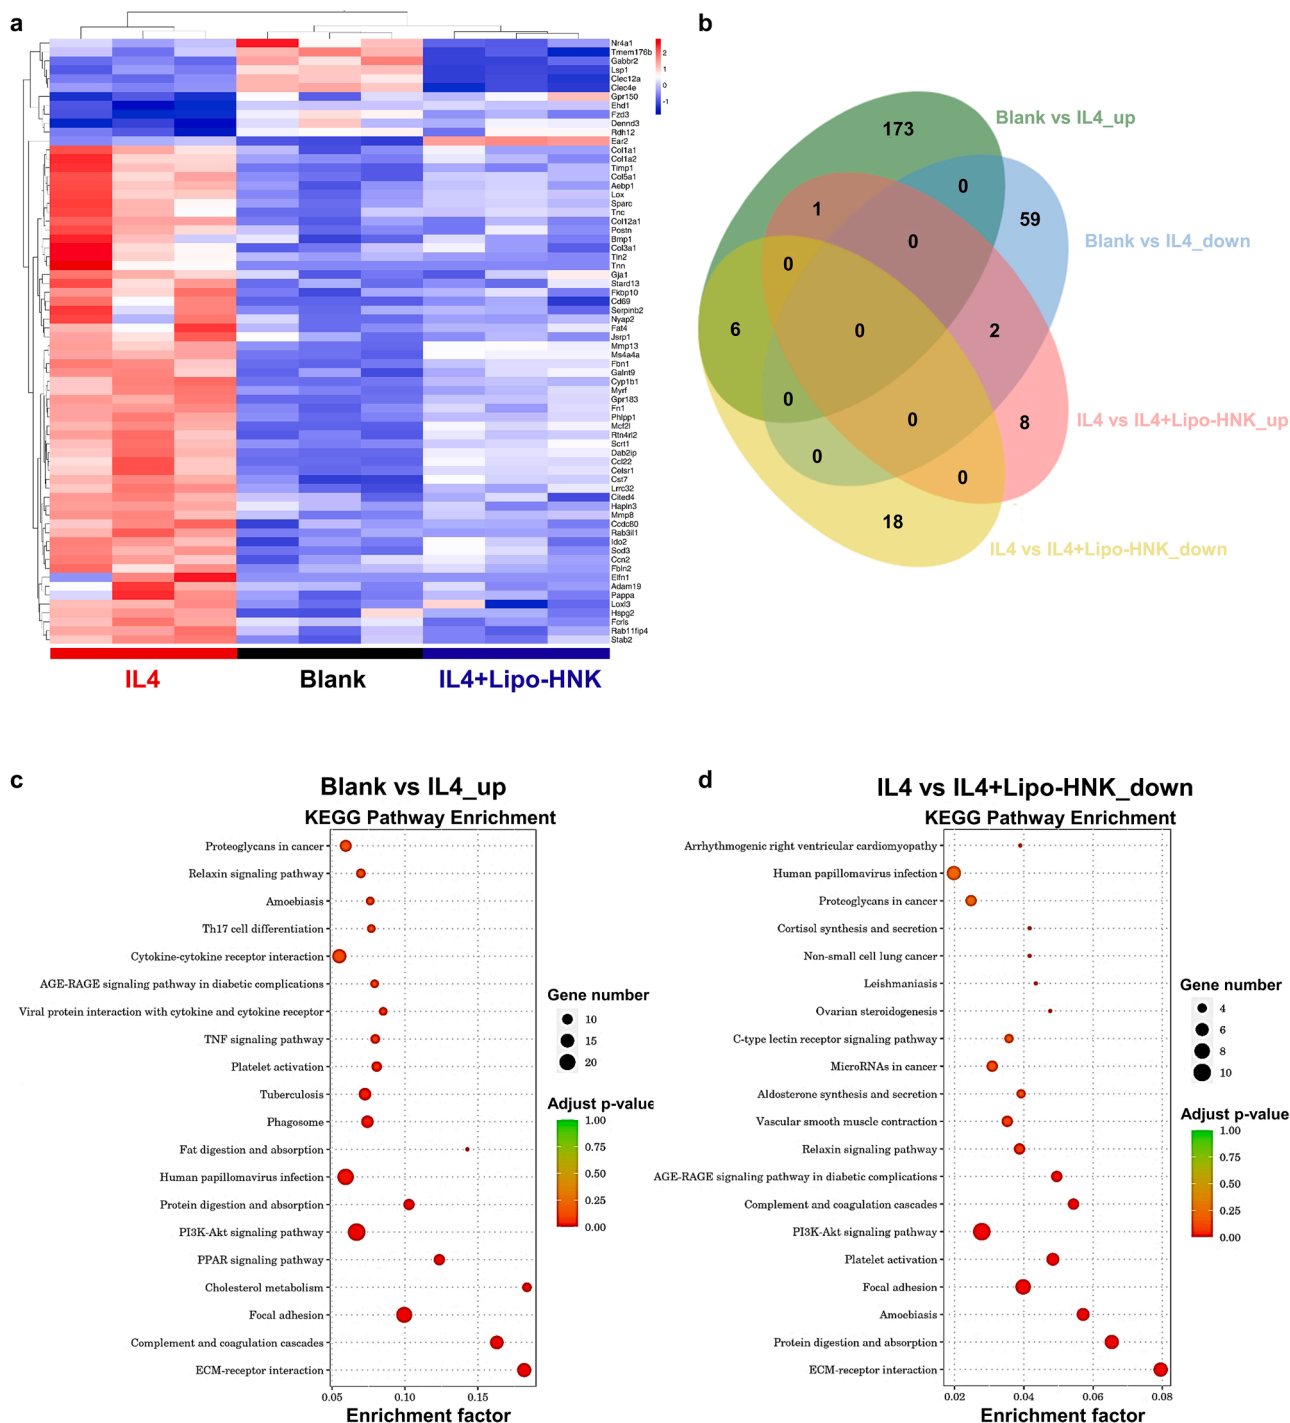 a
Nr4a1
Tmem176b
Gabbr2
Lsp1
Clec12a
Clec4e
Gpr150
Ehd1
Fzd3
Dennd3
Rdh12
Ear2
Col1a1
Col1a2
Timp1
Col5a1
Aebp1
Lox
Sparc
Tnc
Col12a1
Postn
Bmp1
Col3a1
Tln2
Tnn
Gja1
Stard13
Fkbp10
Cd69
Serpinb2
Nyap2
Fat4
Jsrp1
Mmp13
Ms4a4a
Fbn1
Galnt9
Cyp1b1
Myrf
Gpr183
Fn1
Phlpp1
Mcf2l
Rtn4rl2
Scrt1
Dab2ip
Ccl22
Celsr1
Cst7
Lrrc32
Cited4
Hapln3
Mmp8
Ccdc80
Rab3il1
Ido2
Sod3
Ccn2
Fbln2
Elfn1
Adam19
Pappa
Loxl3
Hspg2
Fcrls
Rab11fip4
Stab2
2
1
0
-1
IL4 Blank IL4+Lipo-HNK
b
Blank vs IL4_up
Blank vs IL4_down
IL4 vs IL4+Lipo-HNK_up
IL4 vs IL4+Lipo-HNK_down
173
0
59
1
0
0
6
0
2
0
0
8
0
0
18
c
Blank vs IL4_up
KEGG Pathway Enrichment
Proteoglycans in cancer
Relaxin signaling pathway
Amoebiasis
Th17 cell differentiation
Cytokine-cytokine receptor interaction
AGE-RAGE signaling pathway in diabetic complications
Viral protein interaction with cytokine and cytokine receptor
TNF signaling pathway
Platelet activation
Tuberculosis
Phagosome
Fat digestion and absorption
Human papillomavirus infection
Protein digestion and absorption
PI3K-Akt signaling pathway
PPAR signaling pathway
Cholesterol metabolism
Focal adhesion
Complement and coagulation cascades
ECM-receptor interaction
0.05 0.10 0.15
Enrichment factor
Gene number
10
15
20
Adjust p-value
1.00
0.75
0.50
0.25
0.00
d
IL4 vs IL4+Lipo-HNK_down
KEGG Pathway Enrichment
Arrhythmogenic right ventricular cardiomyopathy
Human papillomavirus infection
Proteoglycans in cancer
Cortisol synthesis and secretion
Non-small cell lung cancer
Leishmaniasis
Ovarian steroidogenesis
C-type lectin receptor signaling pathway
MicroRNAs in cancer
Aldosterone synthesis and secretion
Vascular smooth muscle contraction
Relaxin signaling pathway
AGE-RAGE signaling pathway in diabetic complications
Complement and coagulation cascades
PI3K-Akt signaling pathway
Platelet activation
Focal adhesion
Amoebiasis
Protein digestion and absorption
ECM-receptor interaction
0.02 0.04 0.06 0.08
Enrichment factor
Gene number
4
6
8
10
Adjust p-value
1.00
0.75
0.50
0.25
0.00